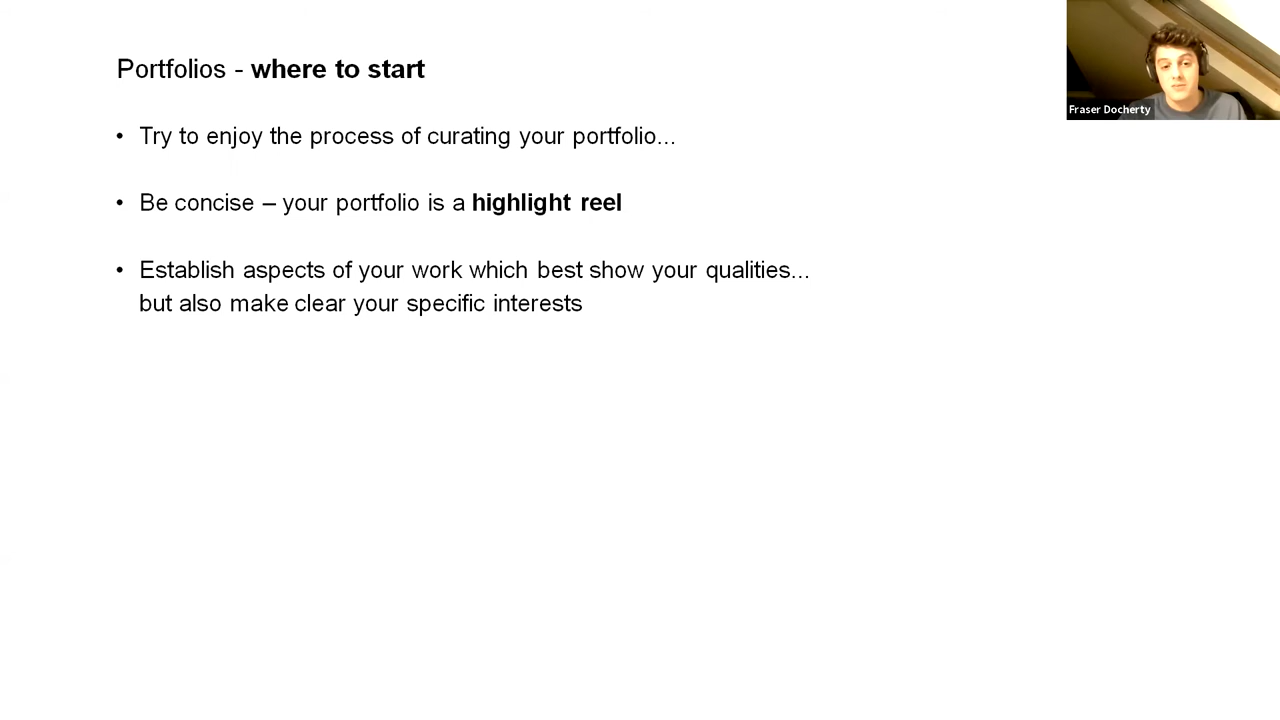 Portfolios - where to start
Fraser Docherty
• Try to enjoy the process of curating your portfolio...
• Be concise – your portfolio is a highlight reel
• Establish aspects of your work which best show your qualities...
but also make clear your specific interests